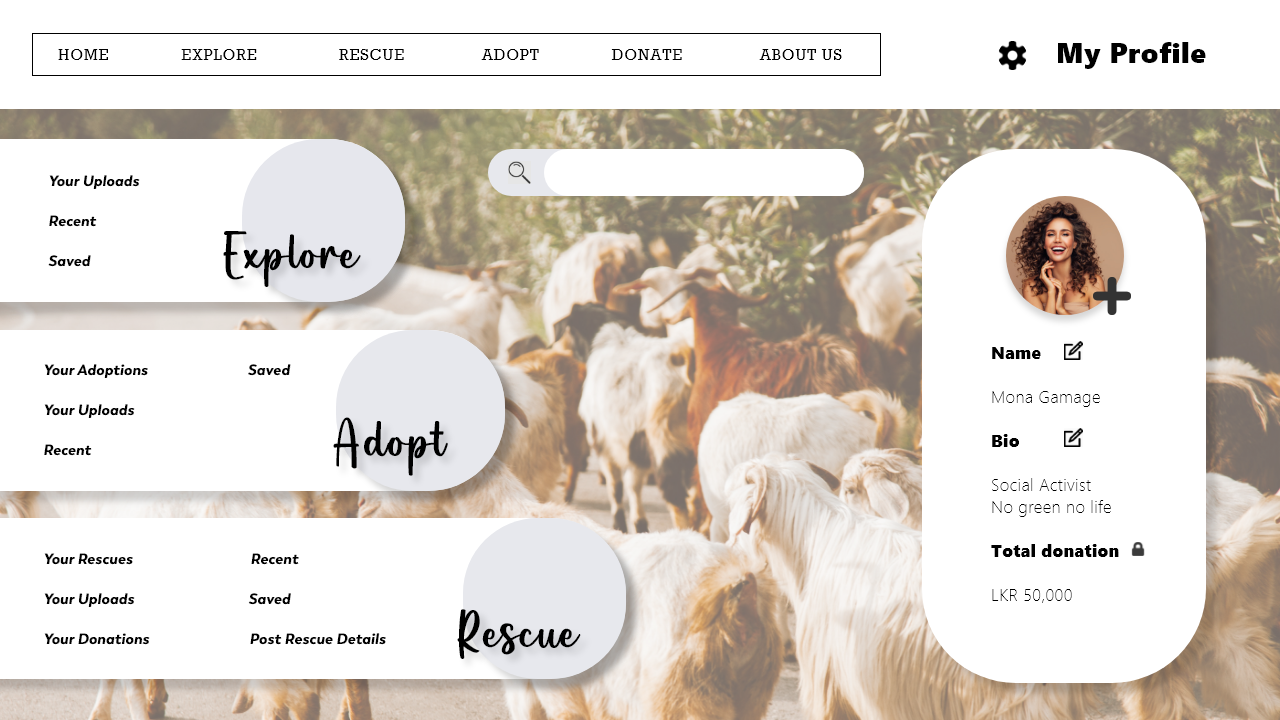 HOME EXPLORE RESCUE ADOPT DONATE ABOUT US
My Profile
Your Uploads
Recent
Saved
Explore
Your Adoptions Saved
Your Uploads
Recent
Adopt
Your Rescues Recent
Your Uploads Saved
Your Donations Post Rescue Details
Rescue
Name
Mona Gamage
Bio
Social Activist
No green no life
Total donation
LKR 50,000